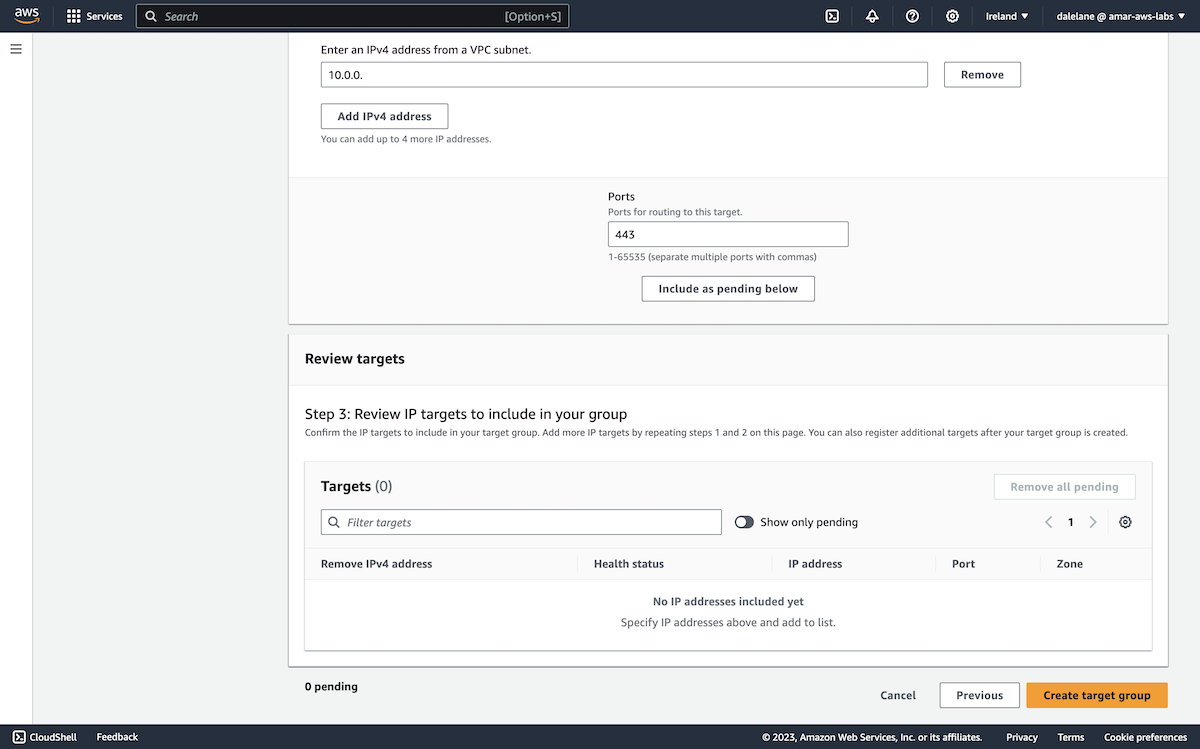 aws
Services
Search [Option+S]
Ireland ▼
dalelane @ amar-aws-labs ▼
Enter an IPv4 address from a VPC subnet.
10.0.0.
Remove
Add IPv4 address
You can add up to 4 more IP addresses.
Ports
Ports for routing to this target.
443
1-65535 (separate multiple ports with commas)
Include as pending below
Review targets
Step 3: Review IP targets to include in your group
Confirm the IP targets to include in your target group. Add more IP targets by repeating steps 1 and 2 on this page. You can also register additional targets after your target group is created.
Targets (0)
Remove all pending
Filter targets
Show only pending
1
Remove IPv4 address Health status IP address Port Zone
No IP addresses included yet
Specify IP addresses above and add to list.
0 pending
Cancel
Previous
Create target group
CloudShell
Feedback
© 2023, Amazon Web Services, Inc. or its affiliates.
Privacy
Terms
Cookie preferences